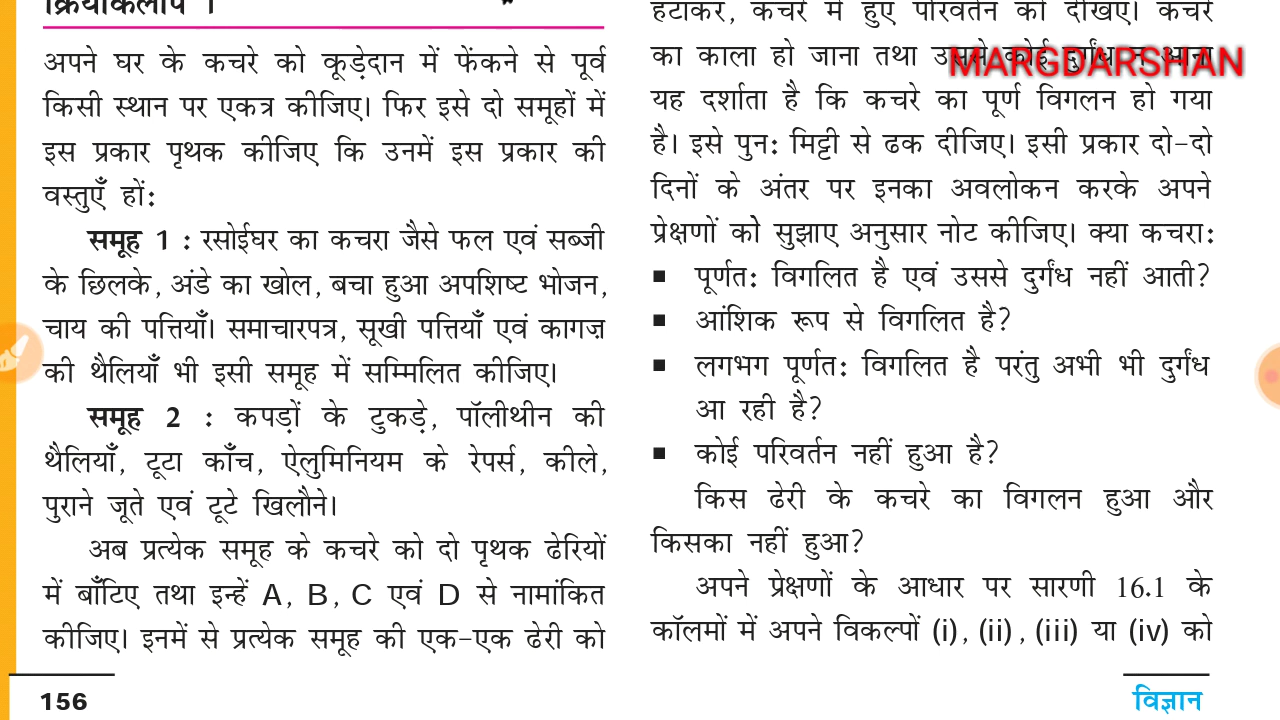 क्रियाकलाप 1
अपने घर के कचरे को कूड़ेदान में फेंकने से पूर्व
किसी स्थान पर एकत्र कीजिए। फिर इसे दो समूहों में
इस प्रकार पृथक कीजिए कि उनमें इस प्रकार की
वस्तुएँ हों:
समूह 1 : रसोईघर का कचरा जैसे फल एवं सब्जी
के छिलके, अंडे का खोल, बचा हुआ अपशिष्ट भोजन,
चाय की पत्तियाँ। समाचारपत्र, सूखी पत्तियाँ एवं कागज़
की थैलियाँ भी इसी समूह में सम्मिलित कीजिए।
समूह 2 : कपड़ों के टुकड़े, पॉलीथीन की
थैलियाँ, टूटा काँच, ऐलुमिनियम के रेपर्स, कीले,
पुराने जूते एवं टूटे खिलौने।
अब प्रत्येक समूह के कचरे को दो पृथक ढेरियों
में बाँटिए तथा इन्हें A, B, C एवं D से नामांकित
कीजिए। इनमें से प्रत्येक समूह की एक-एक ढेरी को
156
हटाकर, कचरे में हुए परिवर्तन को देखिए। कचरे
का काला हो जाना तथा उससे कोई दुर्गंध न आना
MARGDARSHAN
यह दर्शाता है कि कचरे का पूर्ण विगलन हो गया
है। इसे पुन: मिट्टी से ढक दीजिए। इसी प्रकार दो-दो
दिनों के अंतर पर इनका अवलोकन करके अपने
प्रेक्षणों को सुझाए अनुसार नोट कीजिए। क्या कचरा:
▪ पूर्णत: विगलित है एवं उससे दुर्गंध नहीं आती?
▪ आंशिक रूप से विगलित है?
▪ लगभग पूर्णत: विगलित है परंतु अभी भी दुर्गंध
आ रही है?
▪ कोई परिवर्तन नहीं हुआ है?
किस ढेरी के कचरे का विगलन हुआ और
किसका नहीं हुआ?
अपने प्रेक्षणों के आधार पर सारणी 16.1 के
कॉलमों में अपने विकल्पों (i), (ii), (iii) या (iv) को
विज्ञान